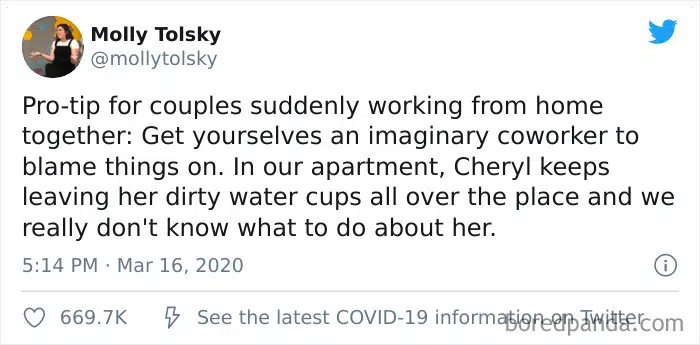 Molly Tolsky
@mollytolsky
Pro-tip for couples suddenly working from home
together: Get yourselves an imaginary coworker to
blame things on. In our apartment, Cheryl keeps
leaving her dirty water cups all over the place and we
really don't know what to do about her.
5:14 PM · Mar 16, 2020
669.7K See the latest COVID-19 information on Twitter
boredpanda.com